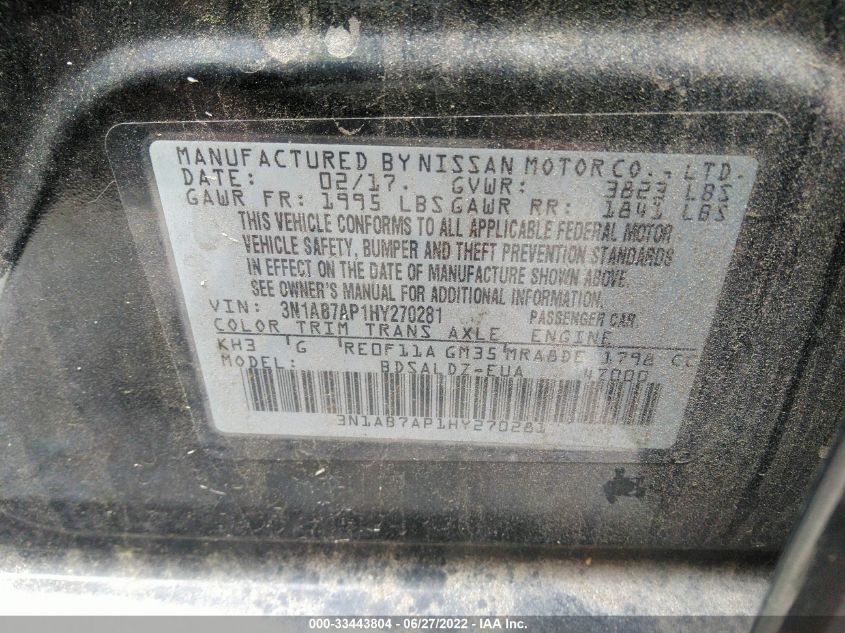 MANUFACTURED BY NISSAN MOTOR CO., LTD.
DATE: 02/17. GVWR: 3823 LBS
GAWR FR: 1995 LBS GAWR RR: 1841 LBS
THIS VEHICLE CONFORMS TO ALL APPLICABLE FEDERAL MOTOR
VEHICLE SAFETY, BUMPER AND THEFT PREVENTION STANDARDS
IN EFFECT ON THE DATE OF MANUFACTURE SHOWN ABOVE.
SEE OWNER'S MANUAL FOR ADDITIONAL INFORMATION.
VIN: 3N1AB7AP1HY270281 PASSENGER CAR
COLOR TRIM TRANS AXLE ENGINE
KH3 G RE0F11A GM35 MRA8DE 1798 CC
MODEL: BDSALDZ-EUA 47000
3N1AB7AP1HY270281
000-33443804 | 06/27/2022 | IAA Inc.